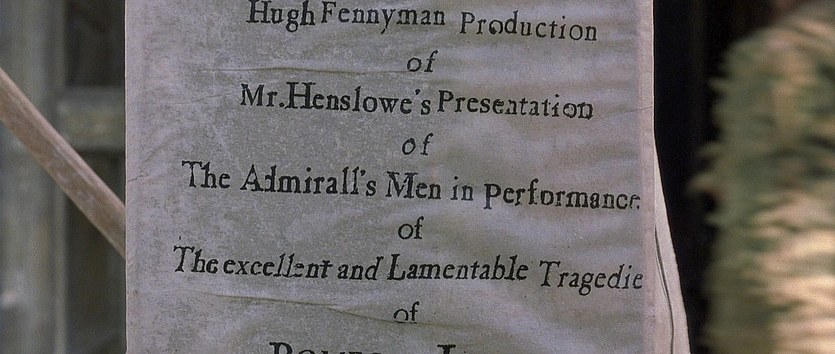 Hugh Fennyman Production
of
Mr.Henslowe's Presentation
of
The Admirall's Men in Performance
of
The excellent and Lamentable Tragedie
of